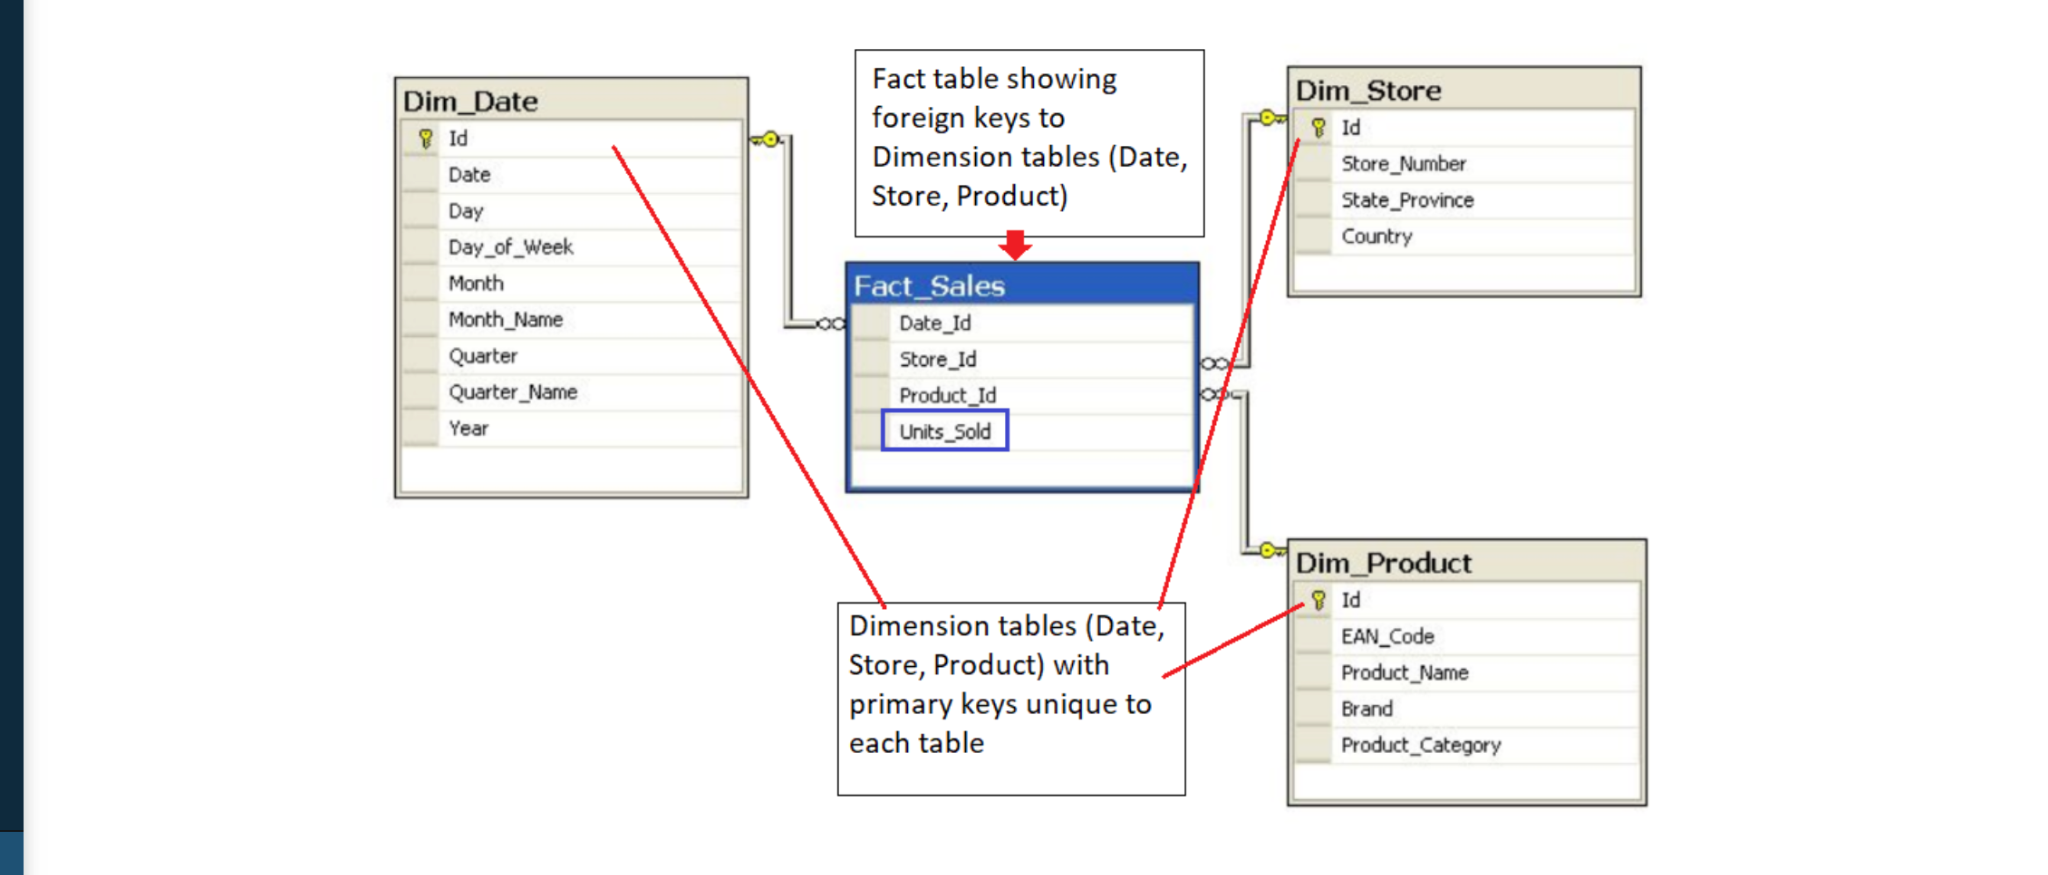 Dim_Date
Id
Date
Day
Day_of_Week
Month
Month_Name
Quarter
Quarter_Name
Year
Fact table showing
foreign keys to
Dimension tables (Date,
Store, Product)
Fact_Sales
Date_Id
Store_Id
Product_Id
Units_Sold
Dim_Store
Id
Store_Number
State_Province
Country
Dimension tables (Date,
Store, Product) with
primary keys unique to
each table
Dim_Product
Id
EAN_Code
Product_Name
Brand
Product_Category